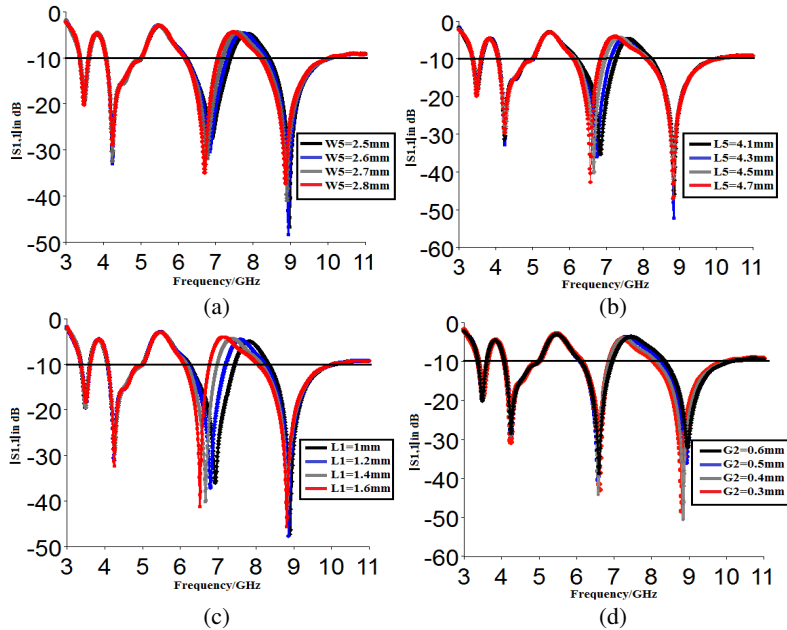 0
-10
-20
-30
-40
-50
|S1,1|in dB
3 4 5 6 7 8 9 10 11
Frequency/GHz
W5=2.5mm
W5=2.6mm
W5=2.7mm
W5=2.8mm
(a)
0
-10
-20
-30
-40
-50
-60
|S1,1|in dB
3 4 5 6 7 8 9 10 11
Frequency/GHz
L5=4.1mm
L5=4.3mm
L5=4.5mm
L5=4.7mm
(b)
0
-10
-20
-30
-40
-50
|S1,1|in dB
3 4 5 6 7 8 9 10 11
Frequency/GHz
L1=1mm
L1=1.2mm
L1=1.4mm
L1=1.6mm
(c)
0
-10
-20
-30
-40
-50
-60
|S1,1|in dB
3 4 5 6 7 8 9 10 11
Frequency/GHz
G2=0.6mm
G2=0.5mm
G2=0.4mm
G2=0.3mm
(d)